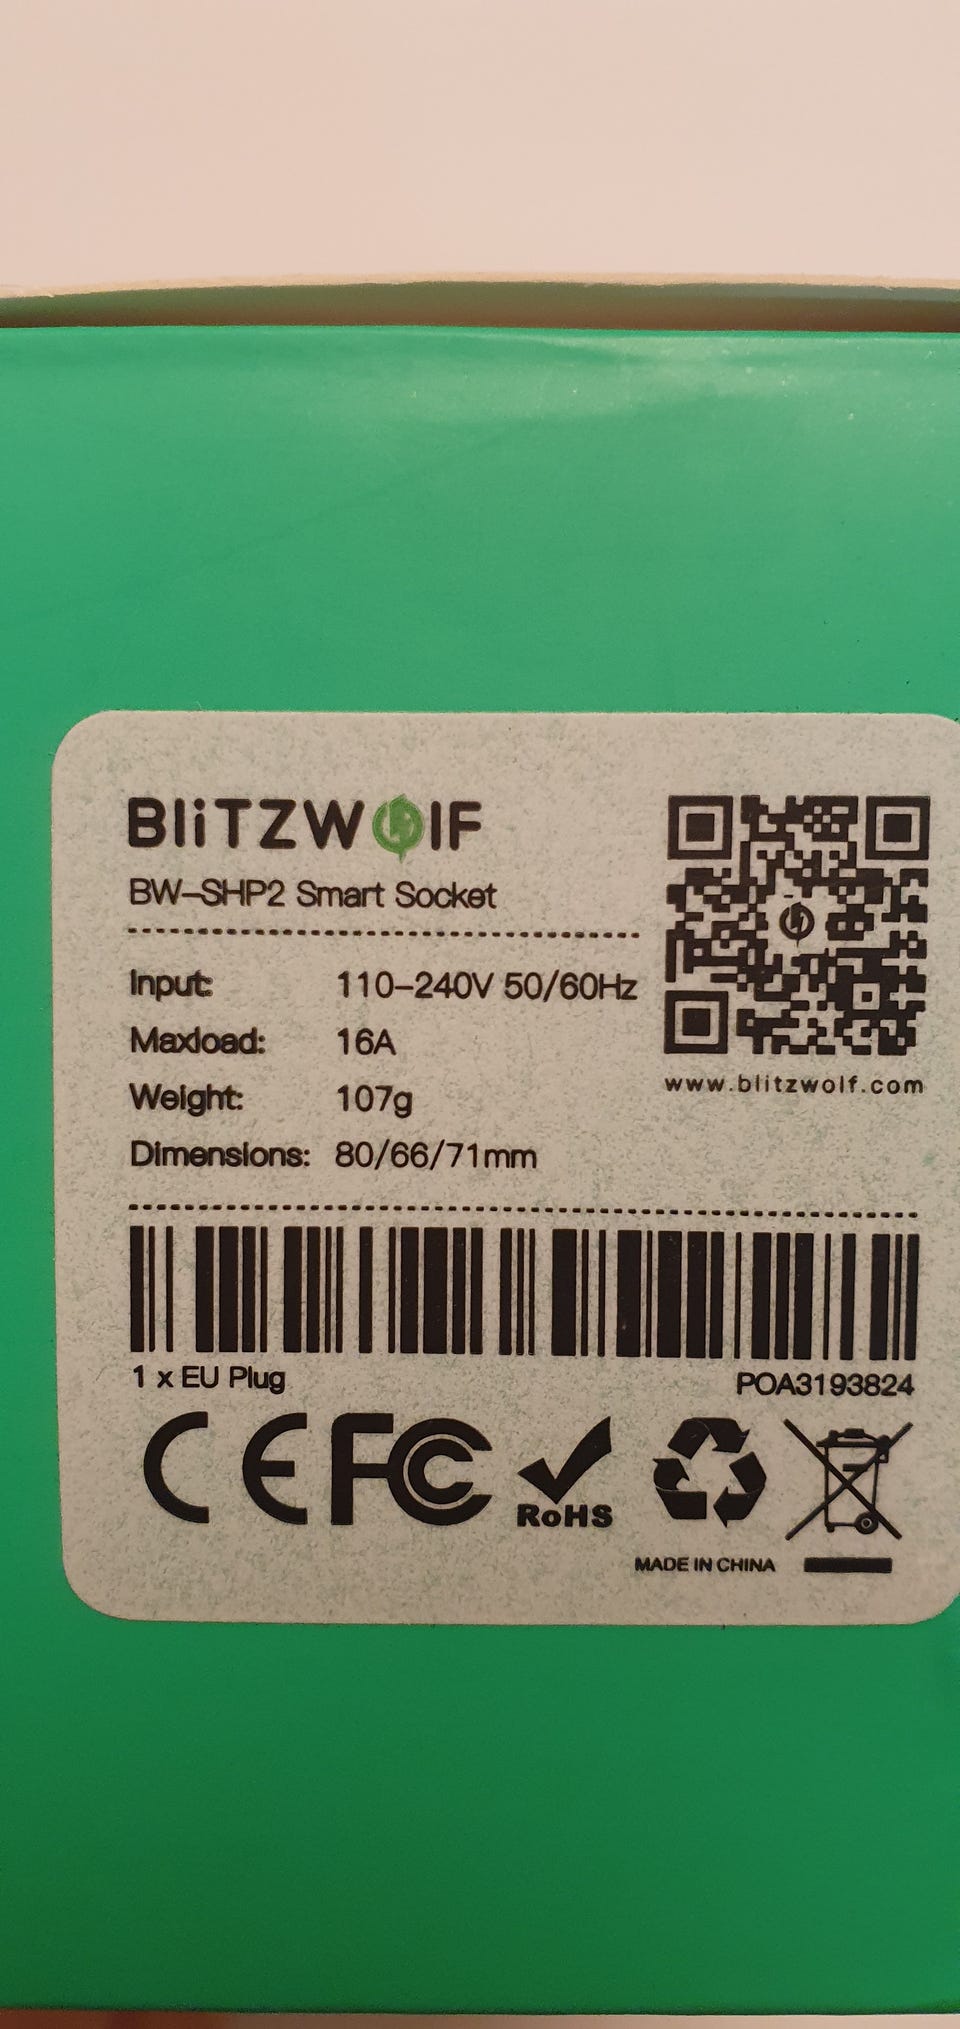 BlitzWolf
BW-SHP2 Smart Socket
Input: 110-240V 50/60Hz
Maxload: 16A
Weight: 107g
Dimensions: 80/66/71mm
www.blitzwolf.com
1 x EU Plug POA3193824
CE FC RoHS
MADE IN CHINA